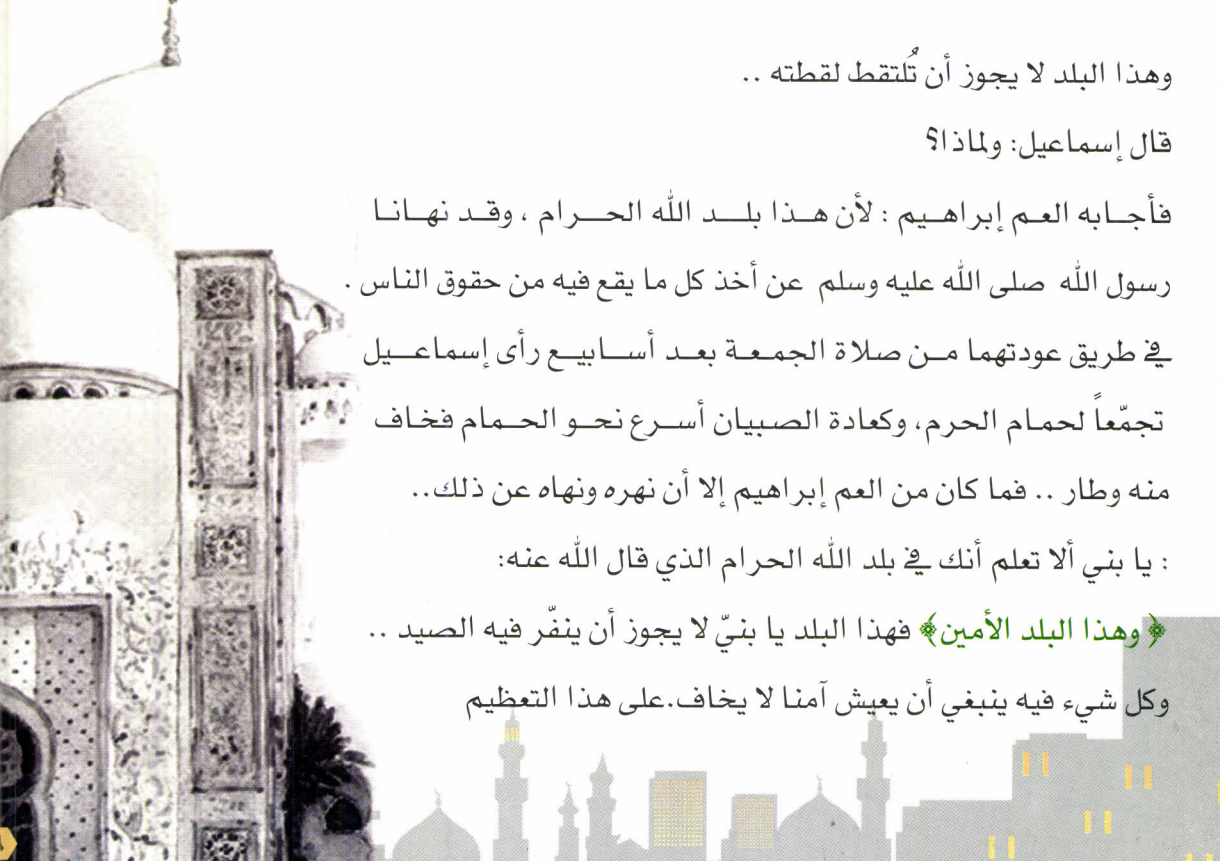 وهذا البلد لا يجوز أن تُلتقط لقطته ..
قال إسماعيل: ولماذا؟
فأجابه العم إبراهيم : لأن هذا بلد الله الحرام ، وقد نهانا
رسول الله صلى الله عليه وسلم عن أخذ كل ما يقع فيه من حقوق الناس .
في طريق عودتهما من صلاة الجمعة بعد أسابيع رأى إسماعيل
تجمّعاً لحمام الحرم، وكعادة الصبيان أسرع نحو الحمام فخاف
منه وطار .. فما كان من العم إبراهيم إلا أن نهره ونهاه عن ذلك..
: يا بني ألا تعلم أنك في بلد الله الحرام الذي قال الله عنه:
﴿وهذا البلد الأمين﴾ فهذا البلد يا بنيّ لا يجوز أن ينفّر فيه الصيد ..
وكل شيء فيه ينبغي أن يعيش آمنا لا يخاف.على هذا التعظيم